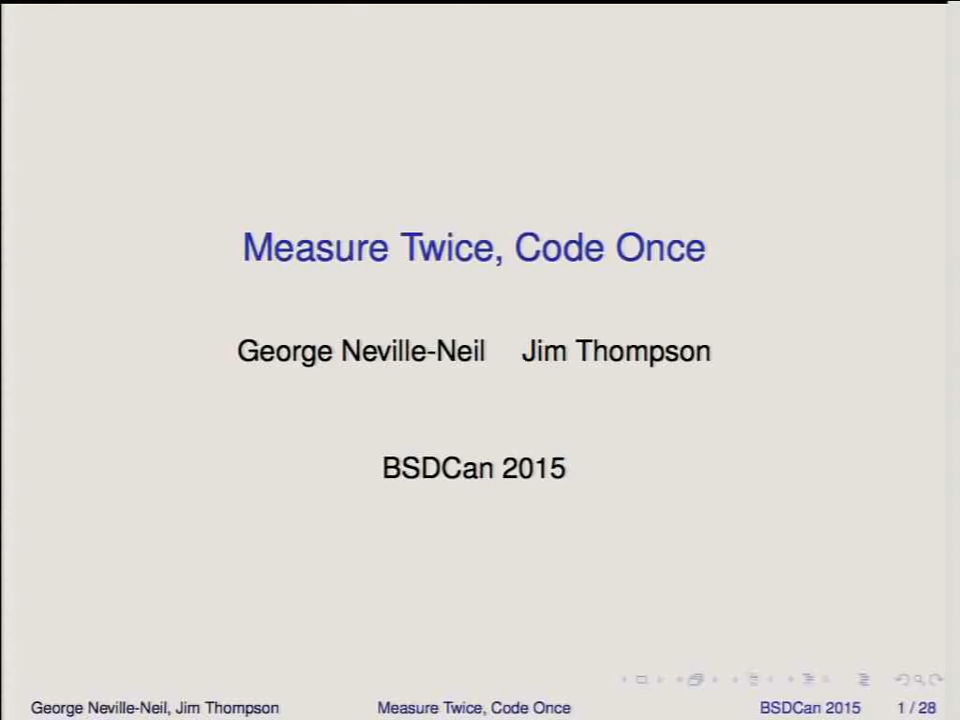 Measure Twice, Code Once
George Neville-Neil Jim Thompson
BSDCan 2015
George Neville-Neil, Jim Thompson Measure Twice, Code Once BSDCan 2015 1 / 28